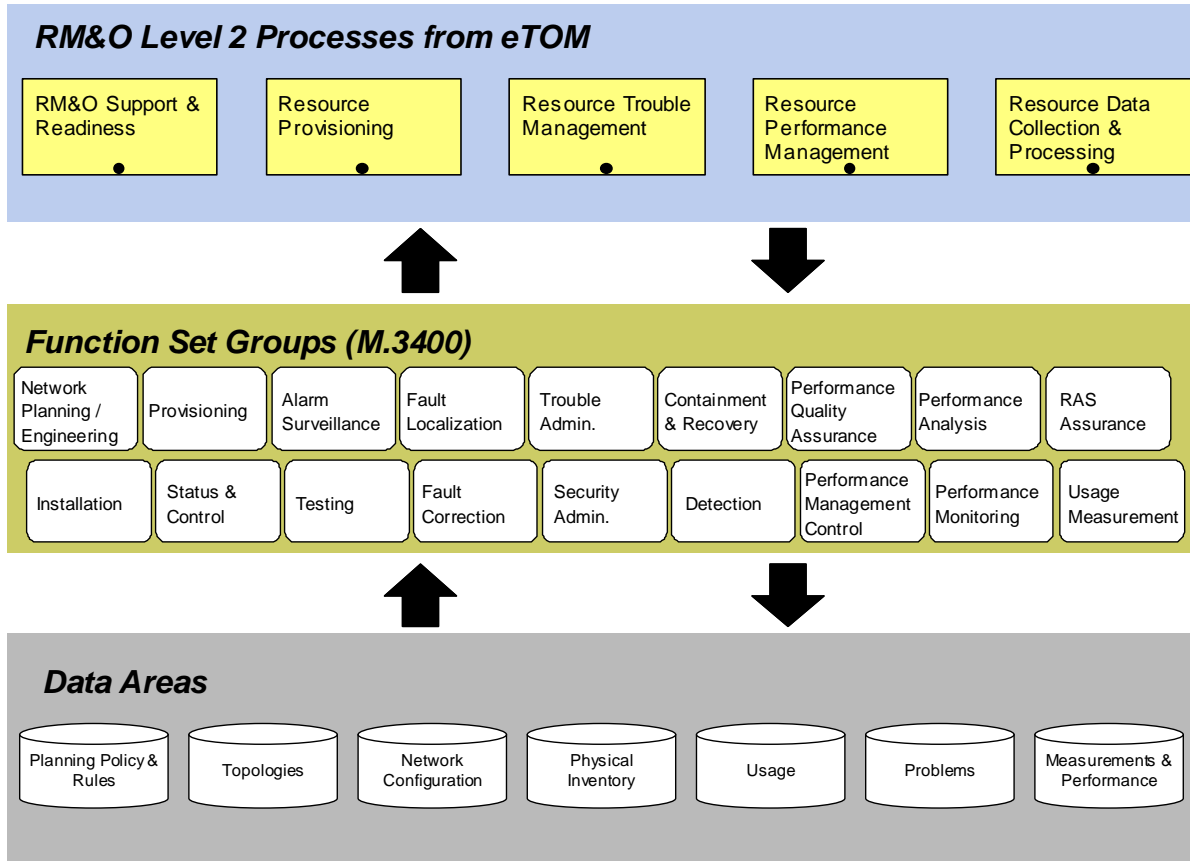 RM&O Level 2 Processes from eTOM
RM&O Support &
Readiness
Resource
Provisioning
Resource Trouble
Management
Resource
Performance
Management
Resource Data
Collection &
Processing
Function Set Groups (M.3400)
Network
Planning /
Engineering
Provisioning
Alarm
Surveillance
Fault
Localization
Trouble
Admin.
Containment
& Recovery
Performance
Quality
Assurance
Performance
Analysis
RAS
Assurance
Installation
Status &
Control
Testing
Fault
Correction
Security
Admin.
Detection
Performance
Management
Control
Performance
Monitoring
Usage
Measurement
Data Areas
Planning Policy &
Rules
Topologies
Network
Configuration
Physical
Inventory
Usage
Problems
Measurements &
Performance